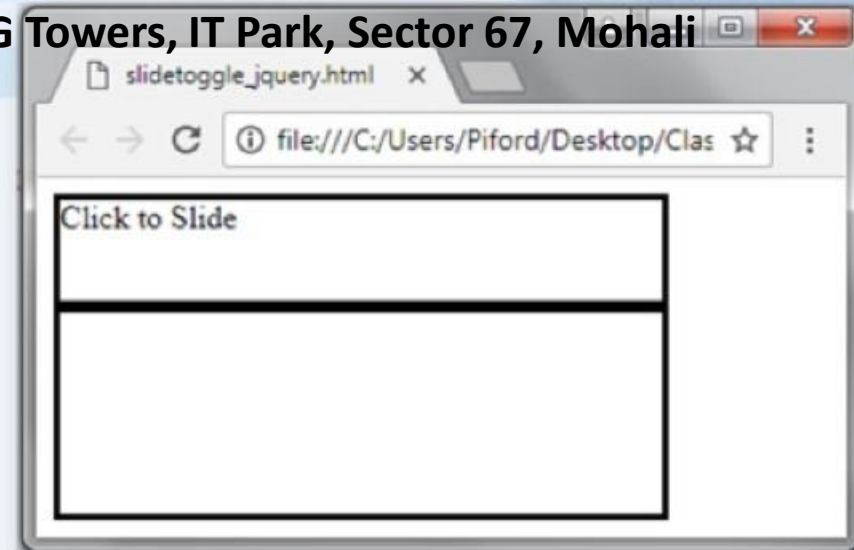 G Towers, IT Park, Sector 67, Mohali
slidetoggle_jquery.html
file:///C:/Users/Piford/Desktop/Clas
Click to Slide